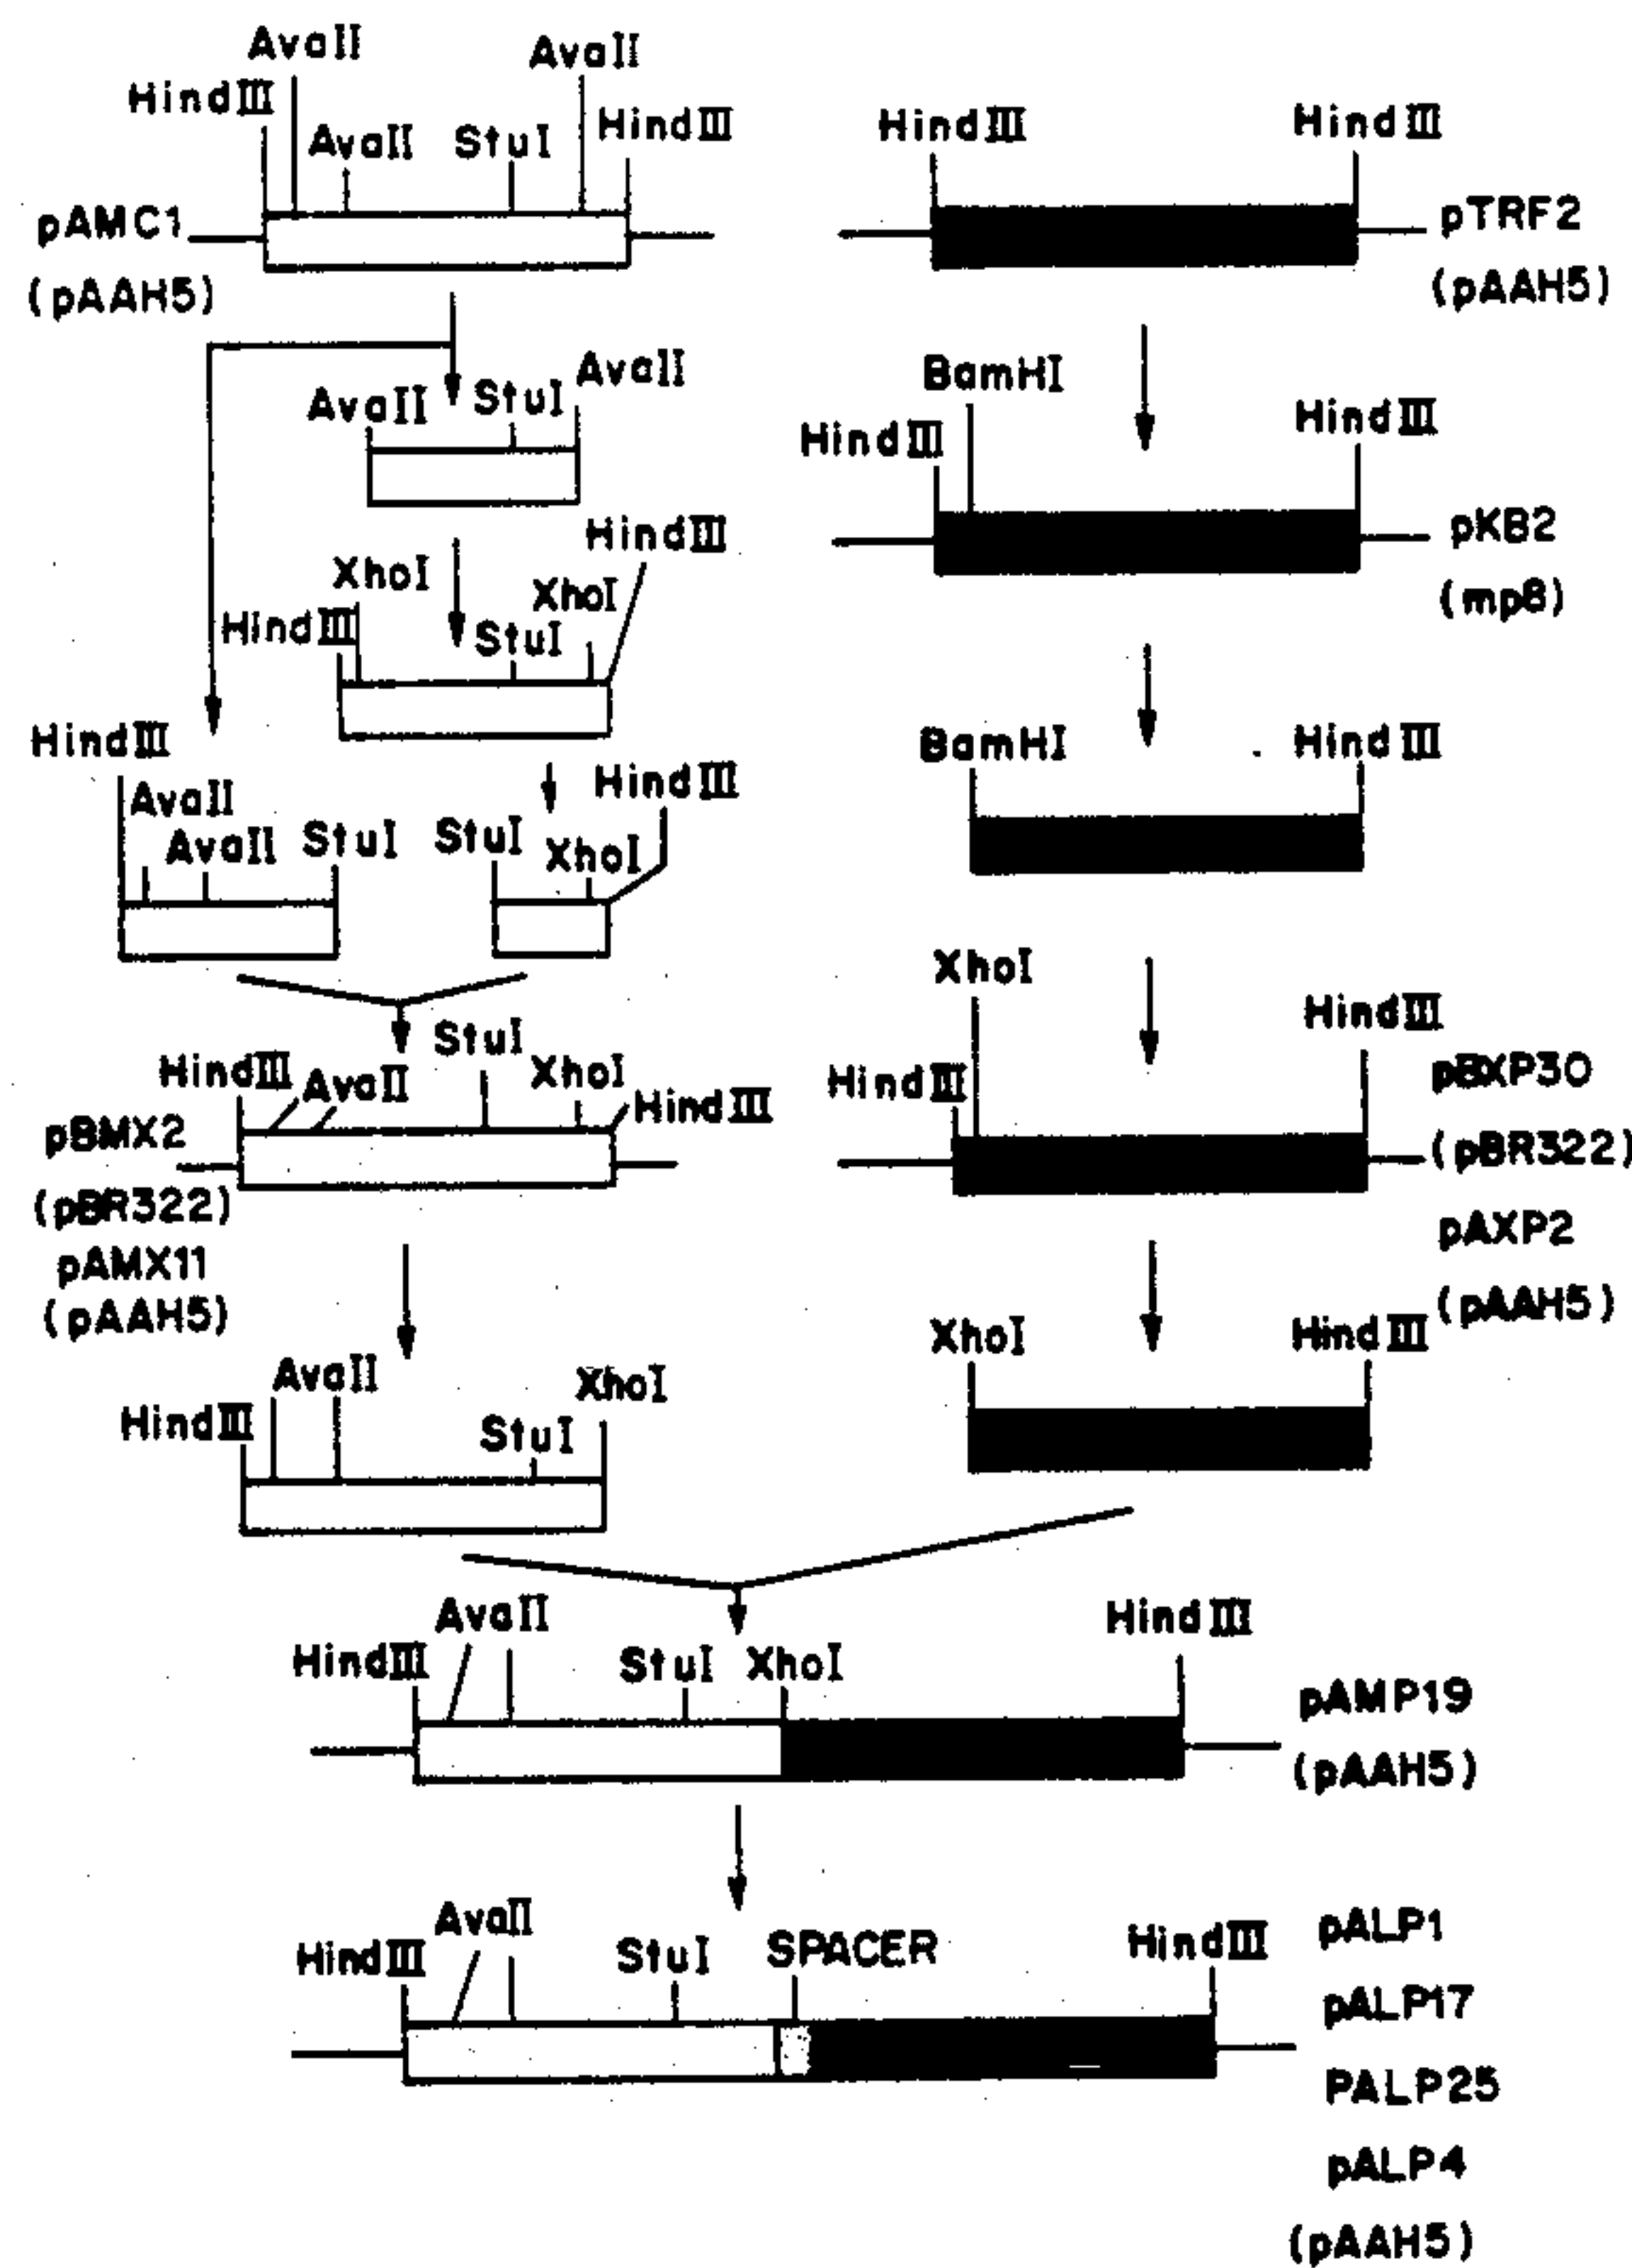 AvaII AvaII
HindIII HindIII HindIII HindIII
AvaII StuI
pAMC1 pTRF2
(pAAH5) (pAAH5)
AvaII StuI AvaII BamHI
HindIII HindIII
HindIII pKB2
XhoI XhoI
HindIII StuI (mp8)
HindIII BamHI HindIII
HindIII
AvaII
AvaII StuI StuI XhoI
XhoI
StuI HindIII
HindIII AvaII XhoI HindIII HindIII pBXP30
pBMX2 (pBR322)
(pBR322) pAXP2
pAMX11 (pAAH5)
(pAAH5)
XhoI HindIII
AvaII XhoI
HindIII StuI
AvaII HindIII
HindIII StuI XhoI
pAMP19
(pAAH5)
AvaII pALP1
HindIII StuI SPACER HindIII
pALP17
PALP25
pALP4
(pAAH5)